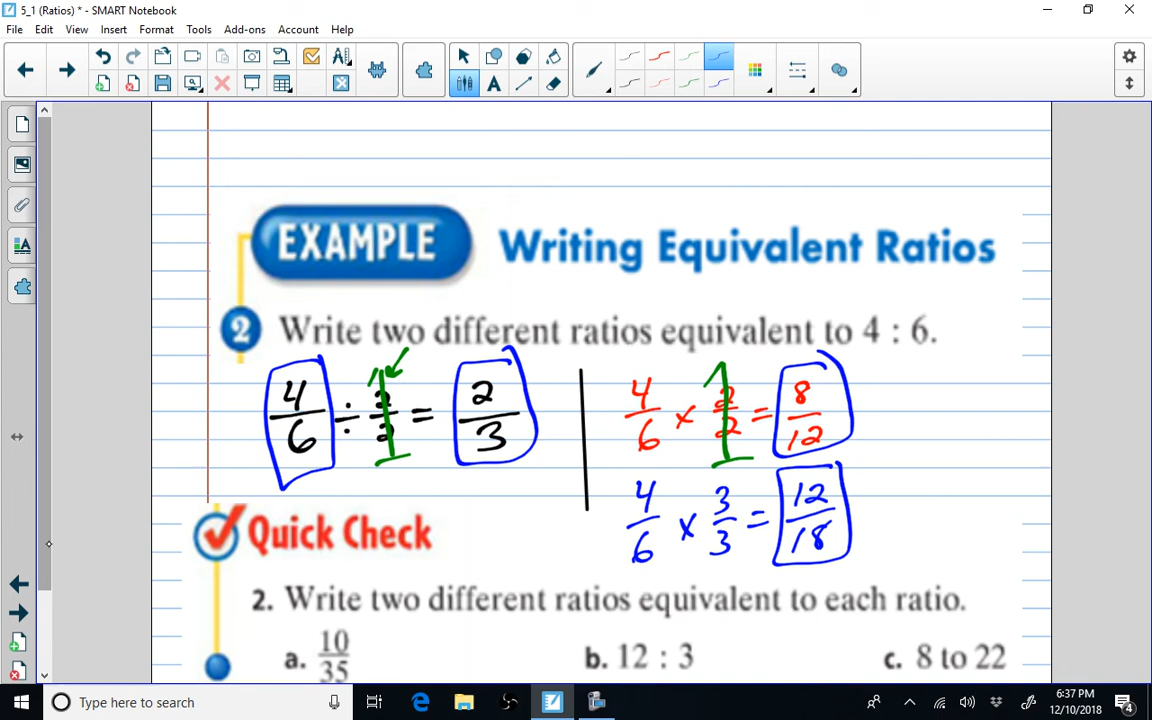 5_1 (Ratios) * - SMART Notebook
File Edit View Insert Format Tools Add-ons Account Help
EXAMPLE Writing Equivalent Ratios
2 Write two different ratios equivalent to 4 : 6.
4/6 ÷ 2/2 = 2/3
4/6 × 2/2 = 8/12
4/6 × 3/3 = 12/18
Quick Check
2. Write two different ratios equivalent to each ratio.
a. 10/35 b. 12 : 3 c. 8 to 22
Type here to search
6:37 PM
12/10/2018
4